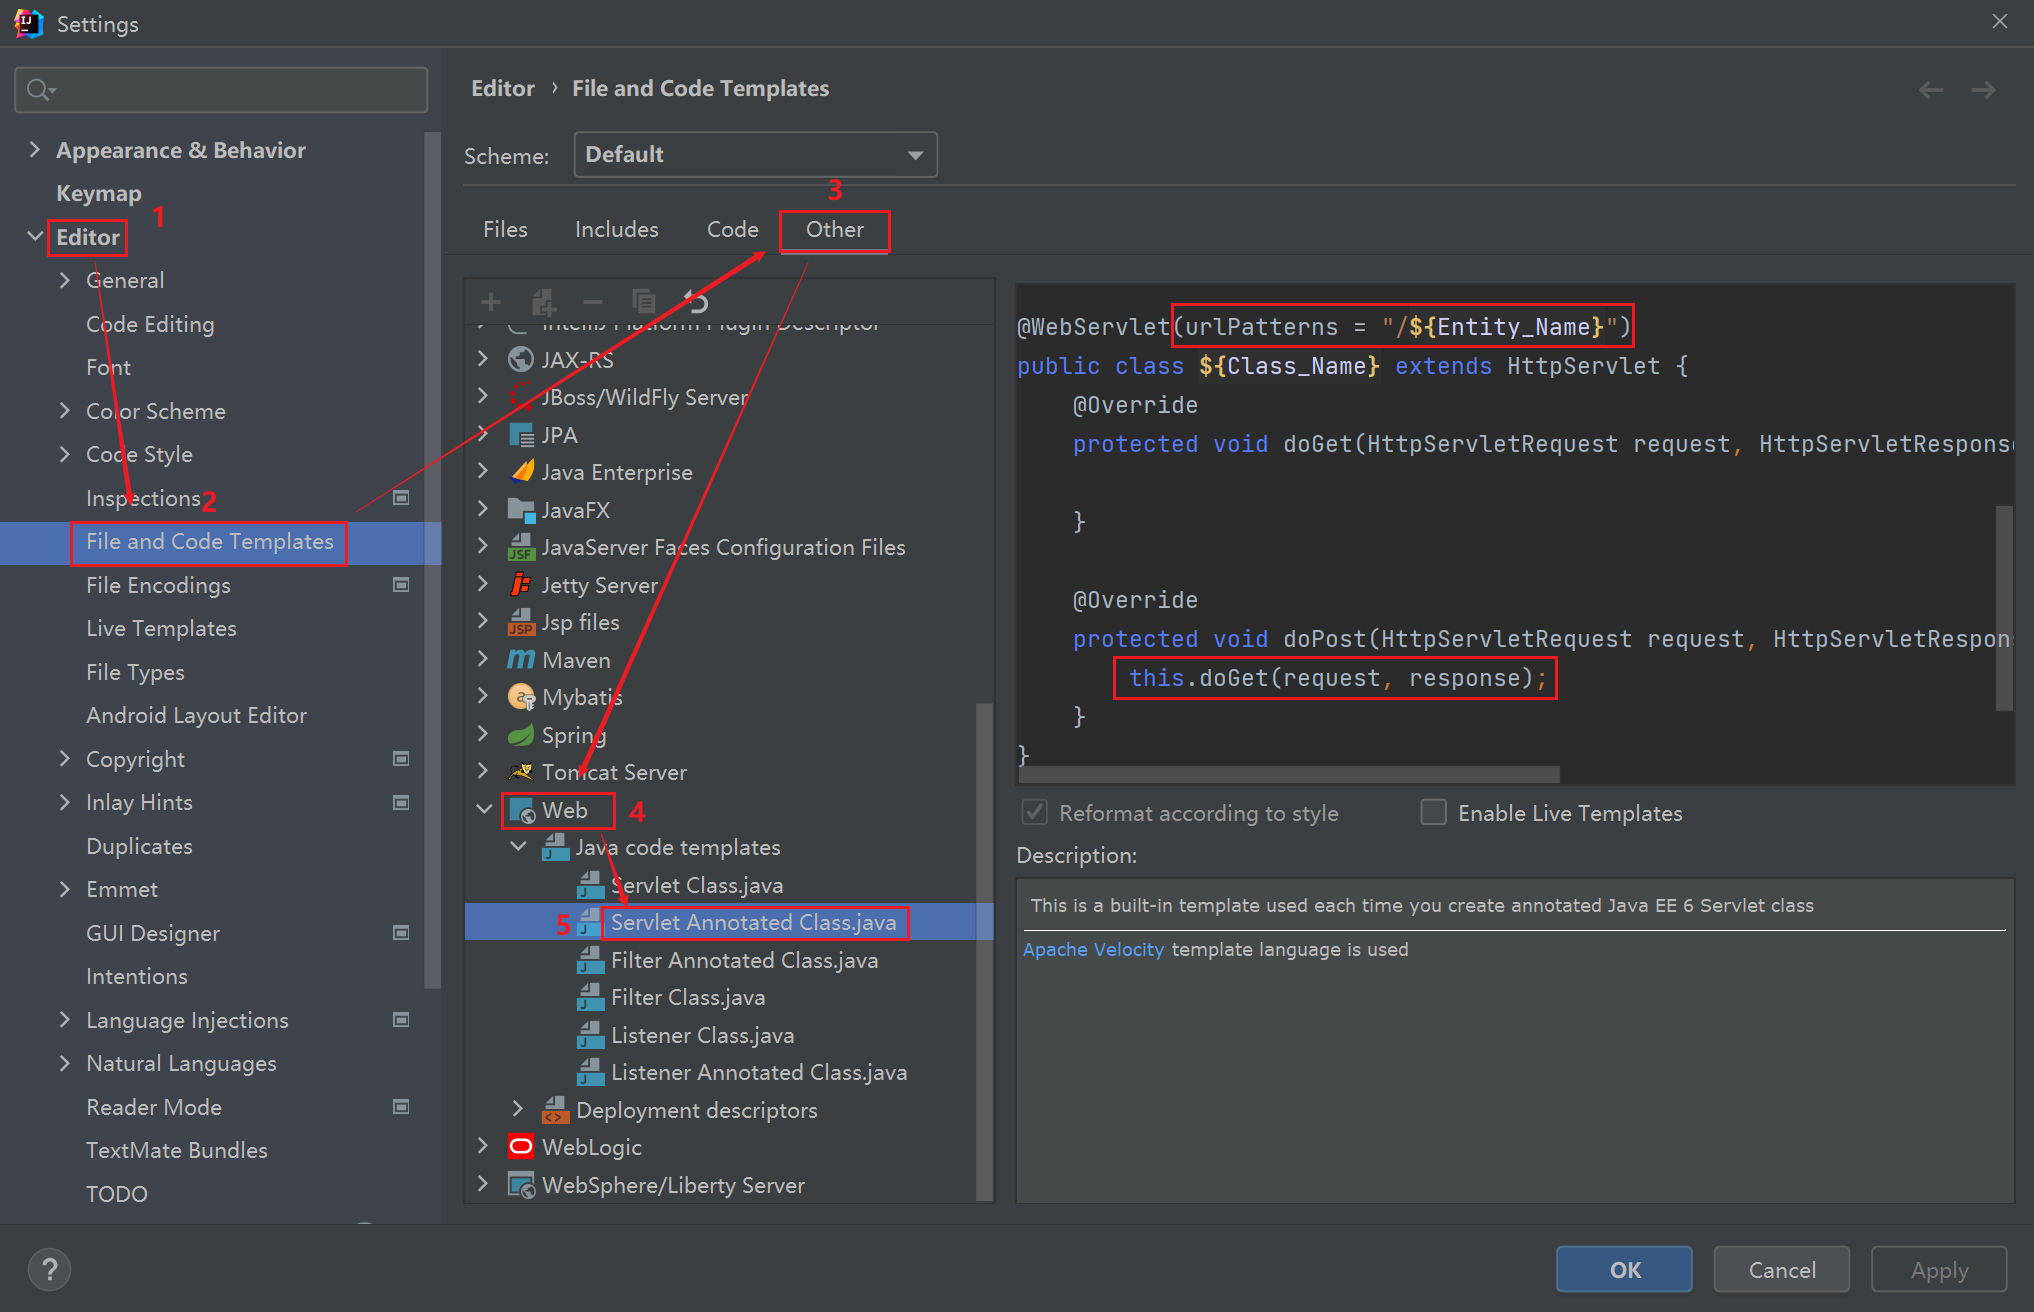 Settings
Appearance & Behavior
Keymap
1
Editor
General
Code Editing
Font
Color Scheme
Code Style
Inspections
2
File and Code Templates
File Encodings
Live Templates
File Types
Android Layout Editor
Copyright
Inlay Hints
Duplicates
Emmet
GUI Designer
Intentions
Language Injections
Natural Languages
Reader Mode
TextMate Bundles
TODO
Editor › File and Code Templates
Scheme: Default
3
Files Includes Code Other
IntelliJ Platform Plugin Descriptor
JAX-RS
JBoss/WildFly Server
JPA
Java Enterprise
JavaFX
JSF JavaServer Faces Configuration Files
Jetty Server
JSP Jsp files
m Maven
Mybatis
Spring
Tomcat Server
Web 4
Java code templates
Servlet Class.java
5 Servlet Annotated Class.java
Filter Annotated Class.java
Filter Class.java
Listener Class.java
Listener Annotated Class.java
Deployment descriptors
WebLogic
WebSphere/Liberty Server
@WebServlet(urlPatterns = "/${Entity_Name}")
public class ${Class_Name} extends HttpServlet {
@Override
protected void doGet(HttpServletRequest request, HttpServletRespons
}
@Override
protected void doPost(HttpServletRequest request, HttpServletRespon
this.doGet(request, response);
}
}
Reformat according to style Enable Live Templates
Description:
This is a built-in template used each time you create annotated Java EE 6 Servlet class
Apache Velocity template language is used
? OK Cancel Apply